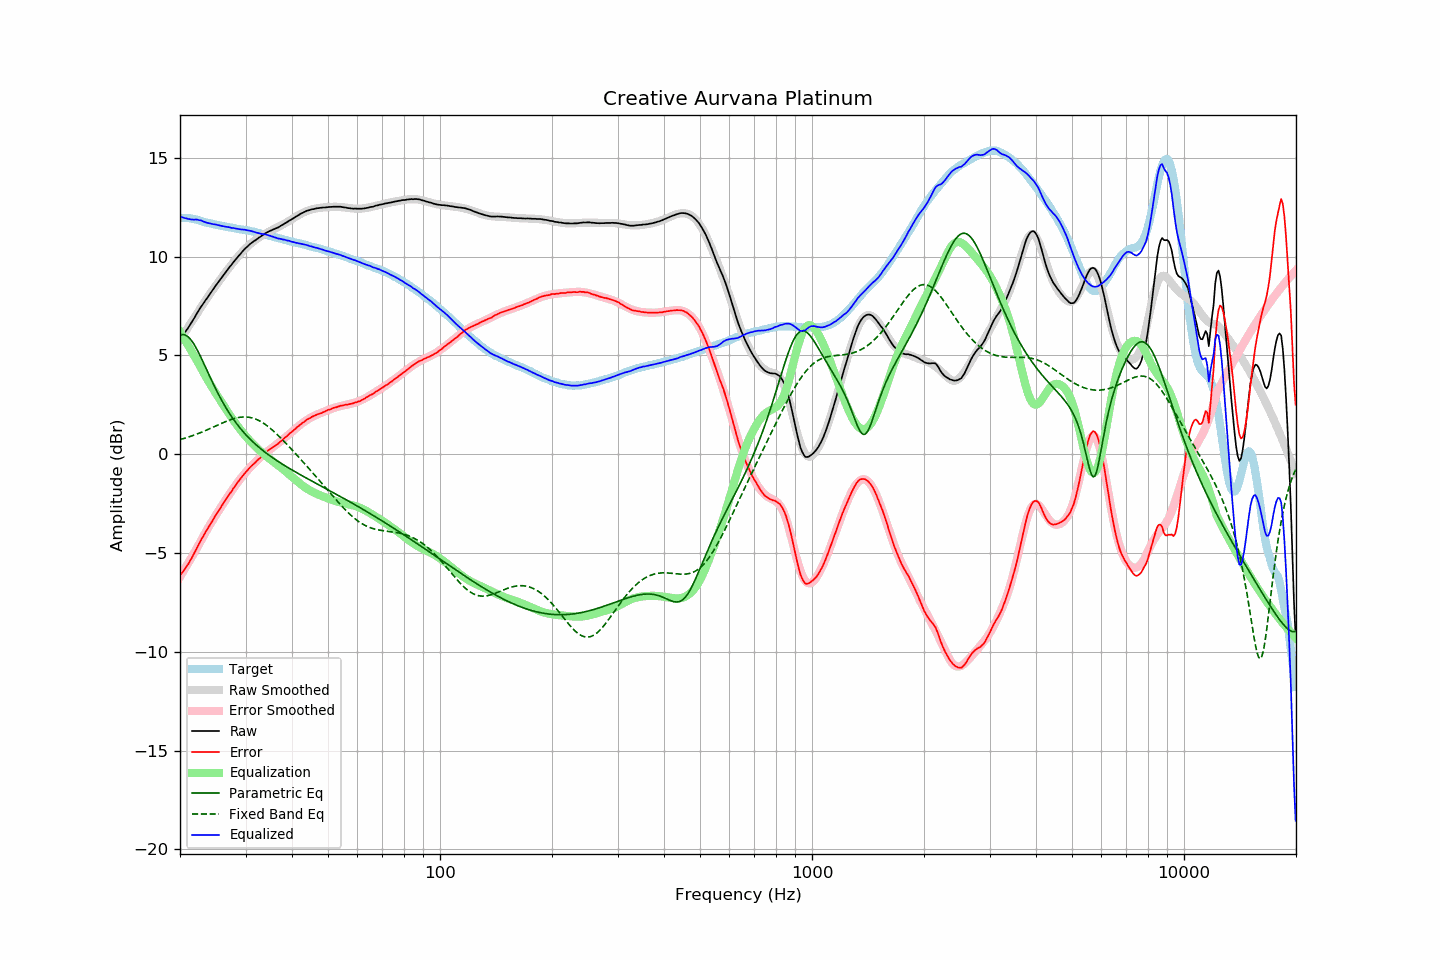 Creative Aurvana Platinum
15
10
5
0
−5
−10
−15
−20
Amplitude (dBr)
Target
Raw Smoothed
Error Smoothed
Raw
Error
Equalization
Parametric Eq
Fixed Band Eq
Equalized
100
1000
10000
Frequency (Hz)